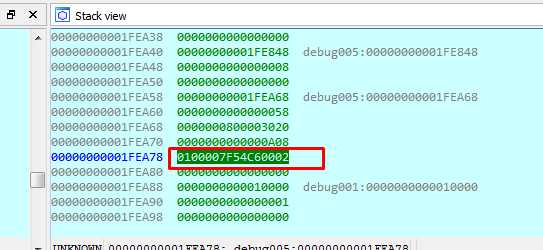 Stack view
00000000001FEA38 0000000000000000
00000000001FEA40 00000000001FE848 debug005:00000000001FE848
00000000001FEA48 0000000000000008
00000000001FEA50 0000000000000000
00000000001FEA58 00000000001FEA68 debug005:00000000001FEA68
00000000001FEA60 0000000000000058
00000000001FEA68 0000000800003020
00000000001FEA70 0000000000000A08
00000000001FEA78 0100007F54C60002
00000000001FEA80 0000000000000000
00000000001FEA88 0000000000010000 debug001:0000000000010000
00000000001FEA90 0000000000000001
00000000001FEA98 0000000000000000
UNKNOWN 00000000001FEA78: debug005:00000000001FEA78